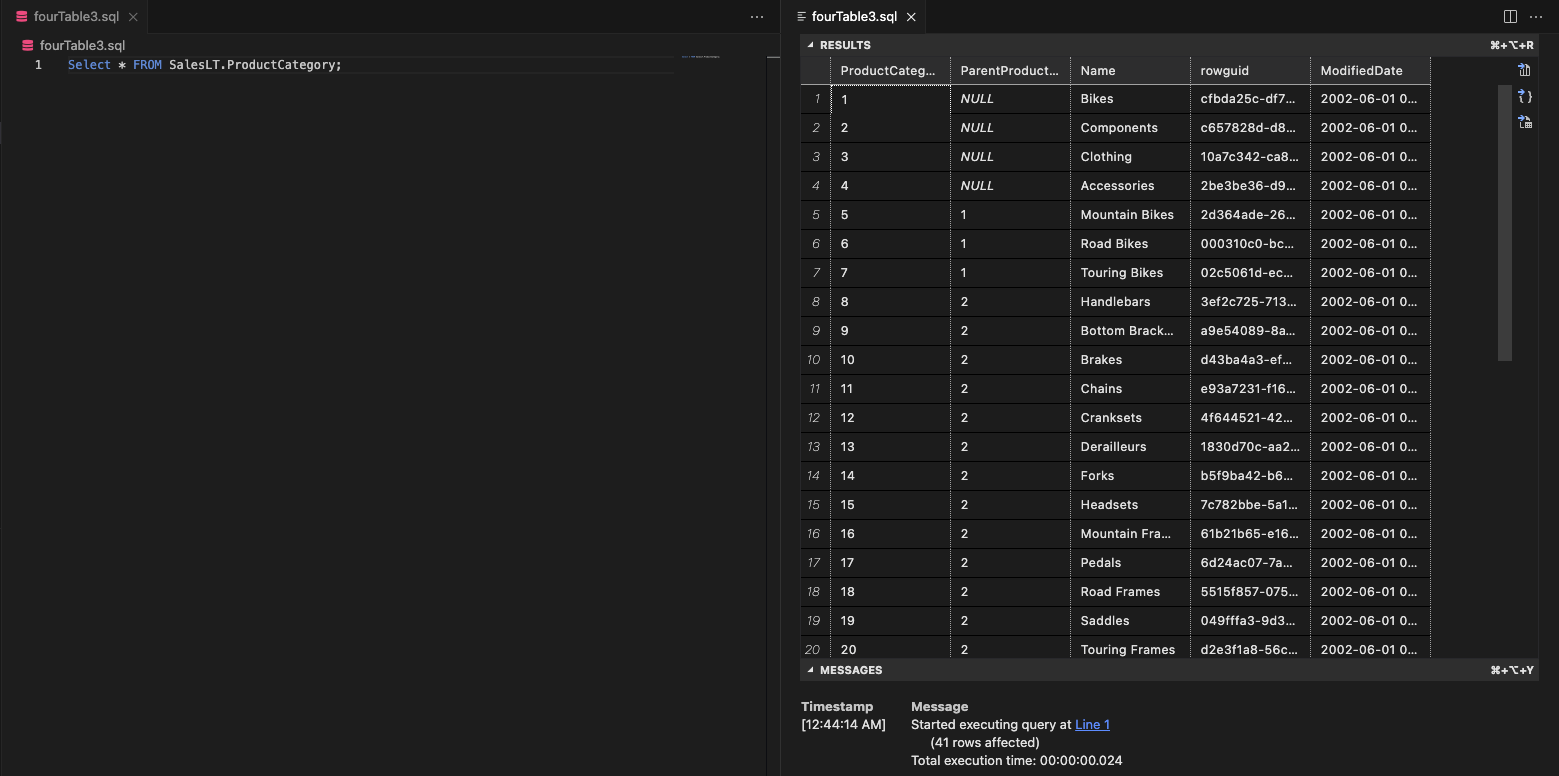 fourTable3.sql
fourTable3.sql
1 Select * FROM SalesLT.ProductCategory;
fourTable3.sql
RESULTS ⌘+⌥+R
ProductCateg... ParentProduct... Name rowguid ModifiedDate
1 1 NULL Bikes cfbda25c-df7... 2002-06-01 0...
2 2 NULL Components c657828d-d8... 2002-06-01 0...
3 3 NULL Clothing 10a7c342-ca8... 2002-06-01 0...
4 4 NULL Accessories 2be3be36-d9... 2002-06-01 0...
5 5 1 Mountain Bikes 2d364ade-26... 2002-06-01 0...
6 6 1 Road Bikes 000310c0-bc... 2002-06-01 0...
7 7 1 Touring Bikes 02c5061d-ec... 2002-06-01 0...
8 8 2 Handlebars 3ef2c725-713... 2002-06-01 0...
9 9 2 Bottom Brack... a9e54089-8a... 2002-06-01 0...
10 10 2 Brakes d43ba4a3-ef... 2002-06-01 0...
11 11 2 Chains e93a7231-f16... 2002-06-01 0...
12 12 2 Cranksets 4f644521-42... 2002-06-01 0...
13 13 2 Derailleurs 1830d70c-aa2... 2002-06-01 0...
14 14 2 Forks b5f9ba42-b6... 2002-06-01 0...
15 15 2 Headsets 7c782bbe-5a1... 2002-06-01 0...
16 16 2 Mountain Fra... 61b21b65-e16... 2002-06-01 0...
17 17 2 Pedals 6d24ac07-7a... 2002-06-01 0...
18 18 2 Road Frames 5515f857-075... 2002-06-01 0...
19 19 2 Saddles 049fffa3-9d3... 2002-06-01 0...
20 20 2 Touring Frames d2e3f1a8-56c... 2002-06-01 0...
MESSAGES ⌘+⌥+Y
Timestamp Message
[12:44:14 AM] Started executing query at Line 1
(41 rows affected)
Total execution time: 00:00:00.024